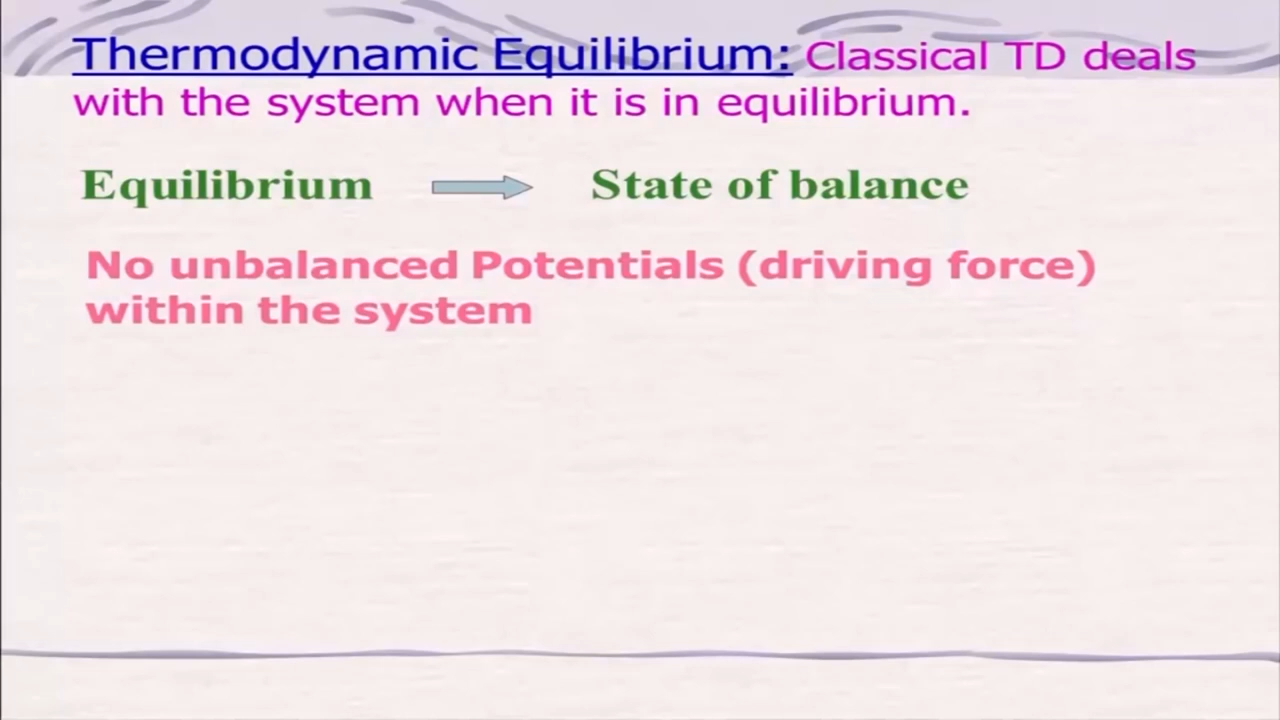 Thermodynamic Equilibrium: Classical TD deals
with the system when it is in equilibrium.
Equilibrium State of balance
No unbalanced Potentials (driving force)
within the system